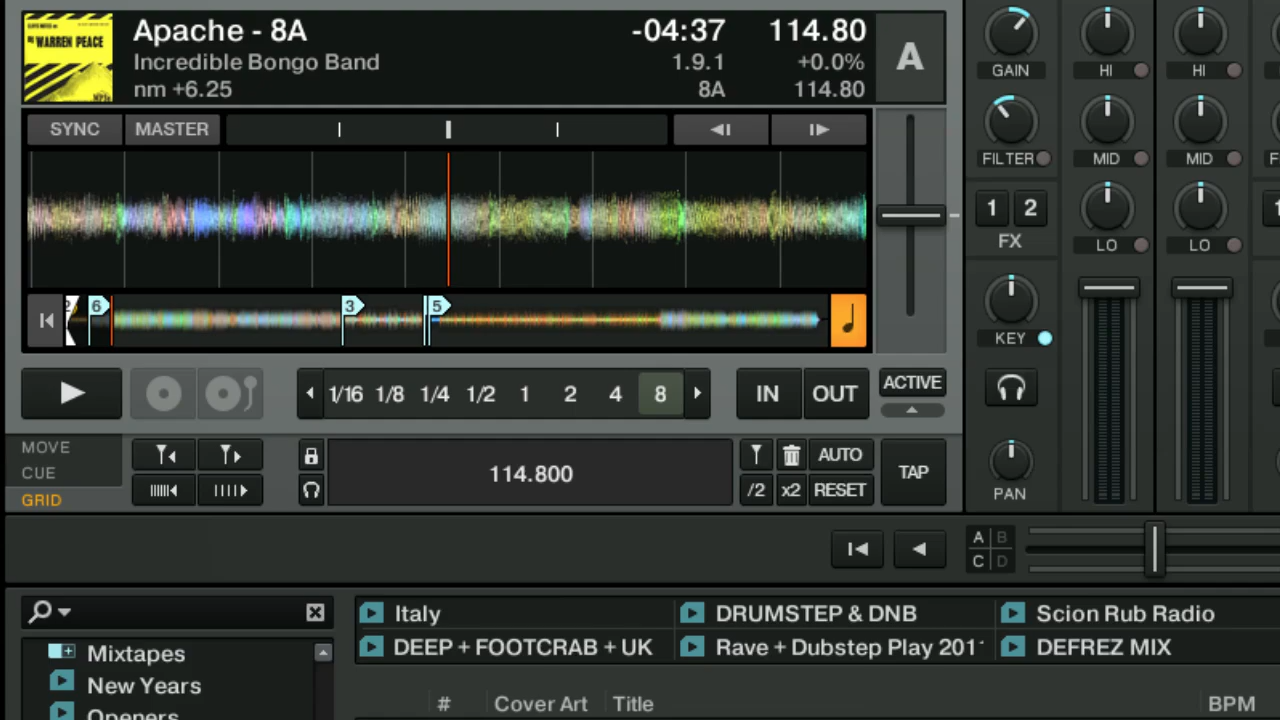 WARREN PEACE
Apache - 8A
-04:37
114.80
Incredible Bongo Band
1.9.1
+0.0%
nm +6.25
8A
114.80
A
SYNC
MASTER
6
3
5
1/16 1/8 1/4 1/2 1 2 4 8
IN
OUT
ACTIVE
MOVE
CUE
GRID
114.800
AUTO
/2
x2
RESET
TAP
GAIN
HI
HI
FILTER
MID
MID
1 2
FX
LO
LO
KEY
PAN
A B
C D
Italy
DRUMSTEP & DNB
Scion Rub Radio
DEEP + FOOTCRAB + UK
Rave + Dubstep Play 201
DEFREZ MIX
Mixtapes
New Years
Openers
#
Cover Art
Title
BPM